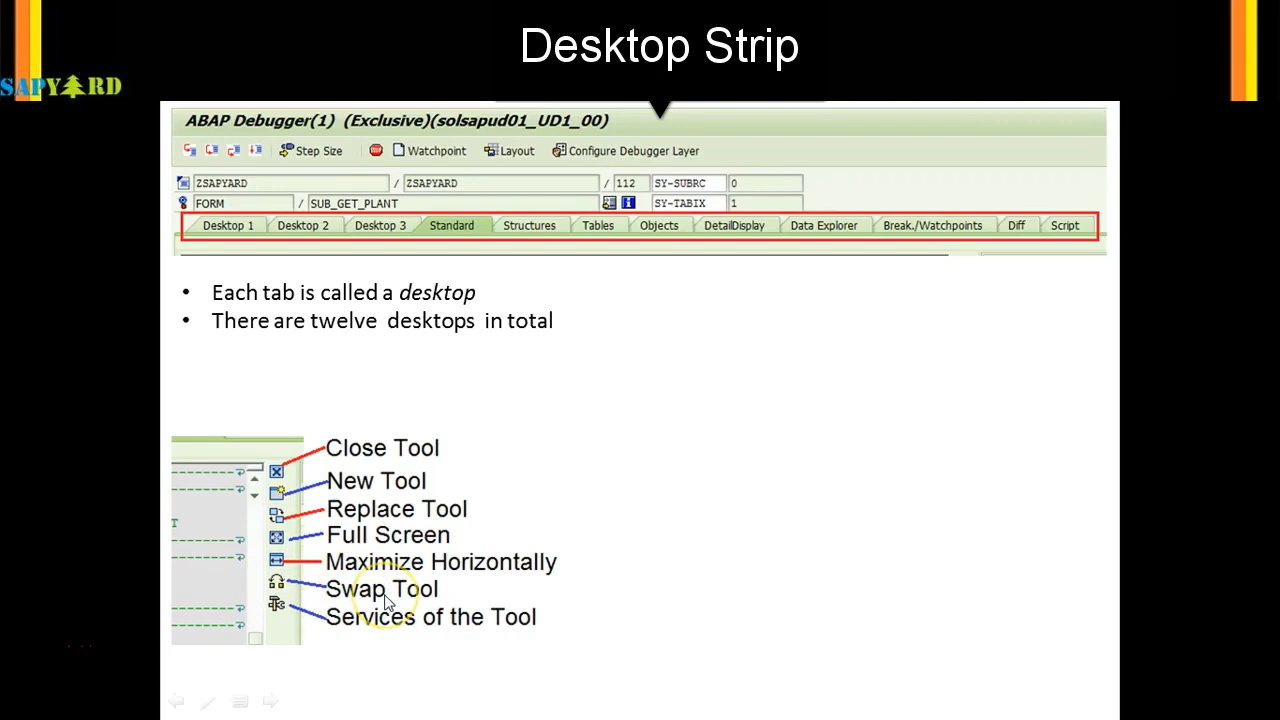 Desktop Strip
SAPYARD
ABAP Debugger(1) (Exclusive)(solsapud01_UD1_00)
Step Size Watchpoint Layout Configure Debugger Layer
ZSAPYARD / ZSAPYARD / 112 SY-SUBRC 0
FORM / SUB_GET_PLANT SY-TABIX 1
Desktop 1 Desktop 2 Desktop 3 Standard Structures Tables Objects DetailDisplay Data Explorer Break./Watchpoints Diff Script
• Each tab is called a desktop
• There are twelve desktops in total
Close Tool
New Tool
Replace Tool
Full Screen
Maximize Horizontally
Swap Tool
Services of the Tool